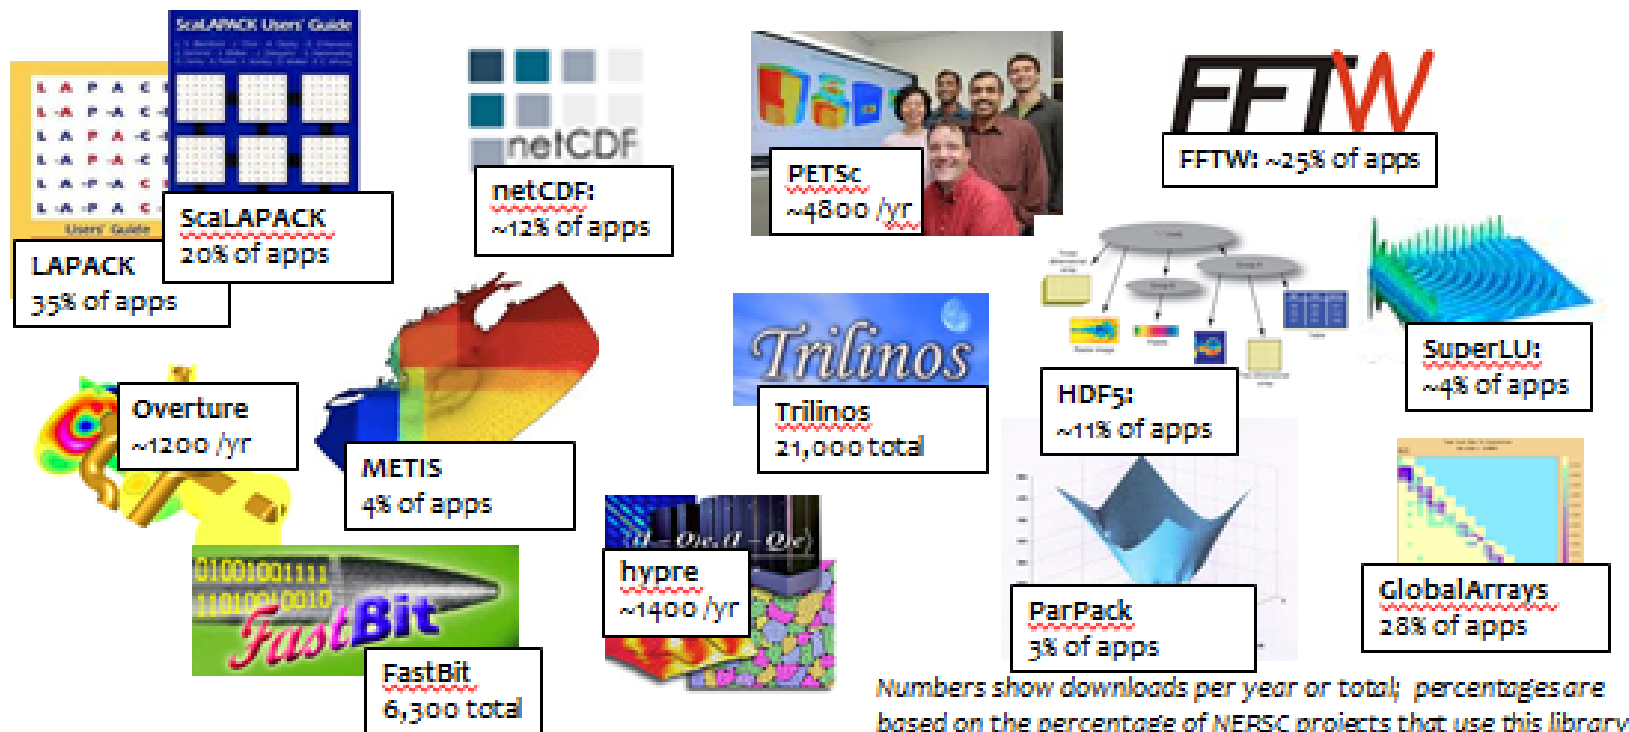 ScaLAPACK Users' Guide
L A P A C K
L -A P -A C -K
L A P A C K
L -A P -A C -K
L A -P -A C K
L -A -P A C -K
Users' Guide
ScaLAPACK
20% of apps
LAPACK
35% of apps
netCDF
netCDF:
~12% of apps
PETSc
~4800 /yr
FFTW
FFTW: ~25% of apps
SuperLU:
~4% of apps
HDF5:
~11% of apps
Trilinos
Trilinos
21,000 total
Overture
~1200 /yr
METIS
4% of apps
01001001111
11010010010
FastBit
FastBit
6,300 total
hypre
~1400 /yr
ParPack
3% of apps
GlobalArrays
28% of apps
Numbers show downloads per year or total; percentages are
based on the percentage of NERSC projects that use this library